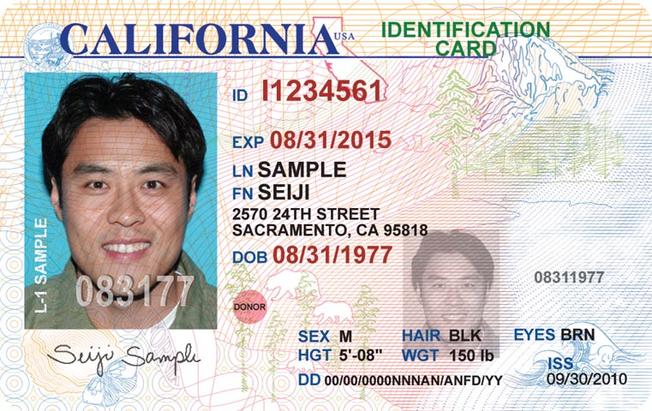 CALIFORNIA USA
IDENTIFICATION CARD
ID I1234561
EXP 08/31/2015
LN SAMPLE
FN SEIJI
2570 24TH STREET
SACRAMENTO, CA 95818
DOB 08/31/1977
L-1 SAMPLE
083177
08311977
DONOR
SEX M HAIR BLK EYES BRN
HGT 5'-08" WGT 150 lb ISS
DD 00/00/0000NNNAN/ANFD/YY 09/30/2010
Seiji Sample